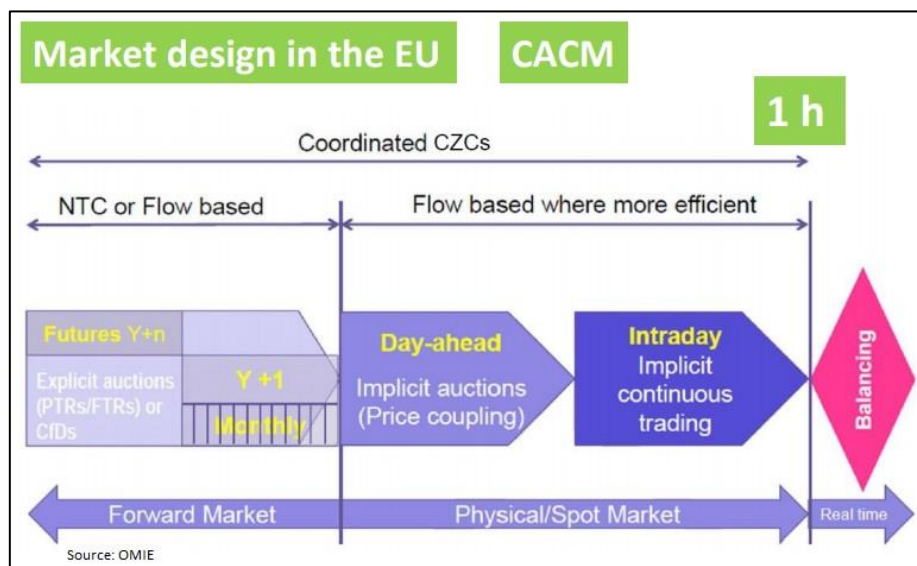 Market design in the EU
CACM
1 h
Coordinated CZCs
NTC or Flow based
Flow based where more efficient
Futures Y+n
Explicit auctions
(PTRs/FTRs) or
CfDs
Y +1
Monthly
Day-ahead
Implicit auctions
(Price coupling)
Intraday
Implicit
continuous
trading
Balancing
Forward Market
Physical/Spot Market
Real time
Source: OMIE